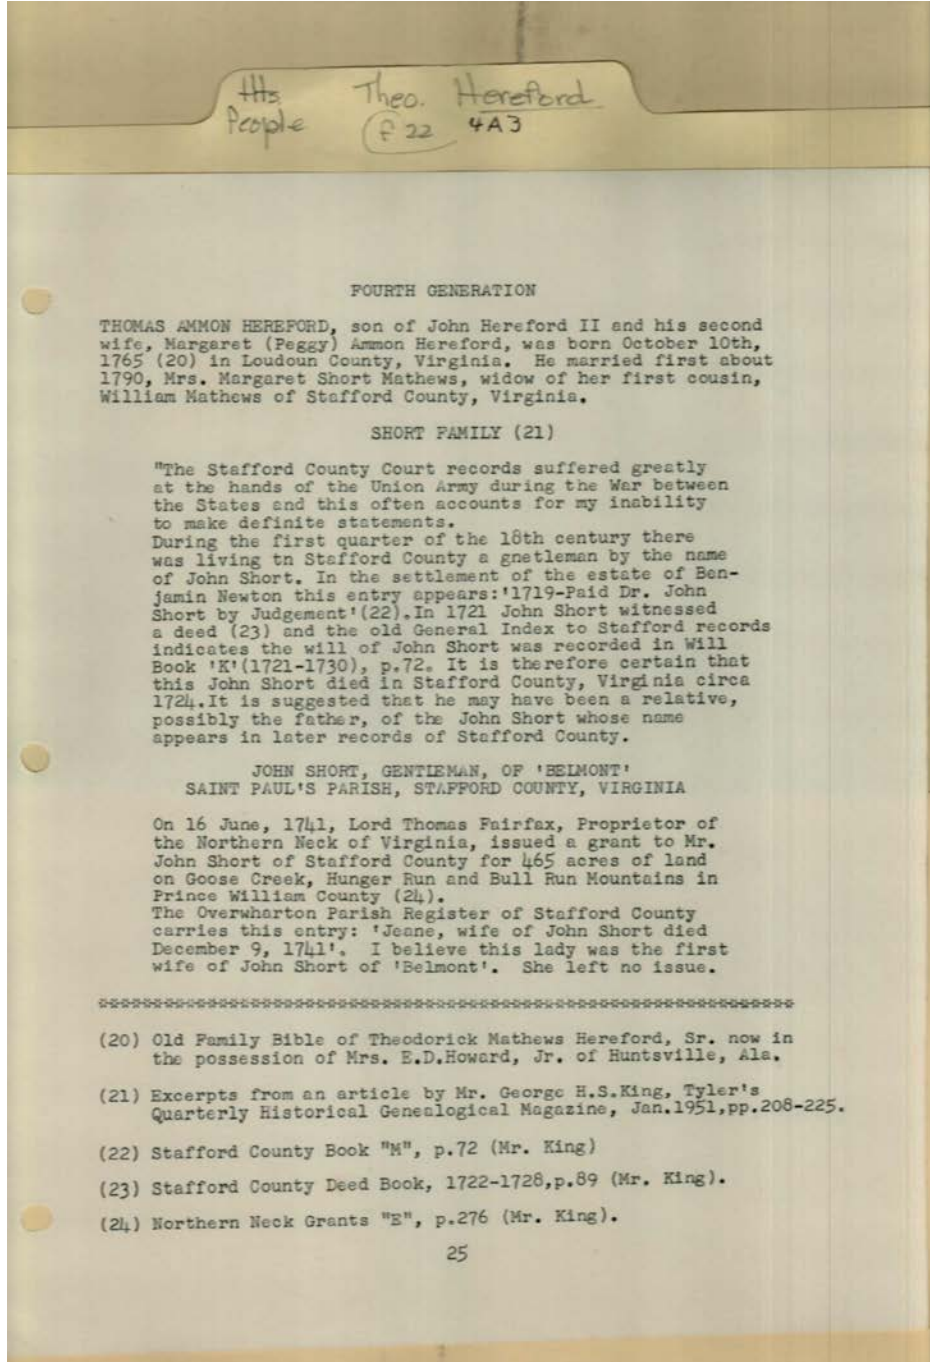 Hts Theo. Hereford
People f 22 4A3
FOURTH GENERATION
THOMAS AMMON HEREFORD, son of John Hereford II and his second
wife, Margaret (Peggy) Ammon Hereford, was born October 10th,
1765 (20) in Loudoun County, Virginia. He married first about
1790, Mrs. Margaret Short Mathews, widow of her first cousin,
William Mathews of Stafford County, Virginia.
SHORT FAMILY (21)
"The Stafford County Court records suffered greatly
at the hands of the Union Army during the War between
the States and this often accounts for my inability
to make definite statements.
During the first quarter of the 18th century there
was living tn Stafford County a gnetleman by the name
of John Short. In the settlement of the estate of Ben-
jamin Newton this entry appears:'1719-Paid Dr. John
Short by Judgement'(22).In 1721 John Short witnessed
a deed (23) and the old General Index to Stafford records
indicates the will of John Short was recorded in Will
Book 'K'(1721-1730), p.72. It is therefore certain that
this John Short died in Stafford County, Virginia circa
1724.It is suggested that he may have been a relative,
possibly the father, of the John Short whose name
appears in later records of Stafford County.
JOHN SHORT, GENTLEMAN, OF 'BELMONT'
SAINT PAUL'S PARISH, STAFFORD COUNTY, VIRGINIA
On 16 June, 1741, Lord Thomas Fairfax, Proprietor of
the Northern Neck of Virginia, issued a grant to Mr.
John Short of Stafford County for 465 acres of land
on Goose Creek, Hunger Run and Bull Run Mountains in
Prince William County (24).
The Overwharton Parish Register of Stafford County
carries this entry: 'Jeane, wife of John Short died
December 9, 1741'. I believe this lady was the first
wife of John Short of 'Belmont'. She left no issue.
****************************************************************
(20) Old Family Bible of Theodorick Mathews Hereford, Sr. now in
the possession of Mrs. E.D.Howard, Jr. of Huntsville, Ala.
(21) Excerpts from an article by Mr. George H.S.King, Tyler's
Quarterly Historical Genealogical Magazine, Jan.1951,pp.208-225.
(22) Stafford County Book "M", p.72 (Mr. King)
(23) Stafford County Deed Book, 1722-1728,p.89 (Mr. King).
(24) Northern Neck Grants "E", p.276 (Mr. King).
25